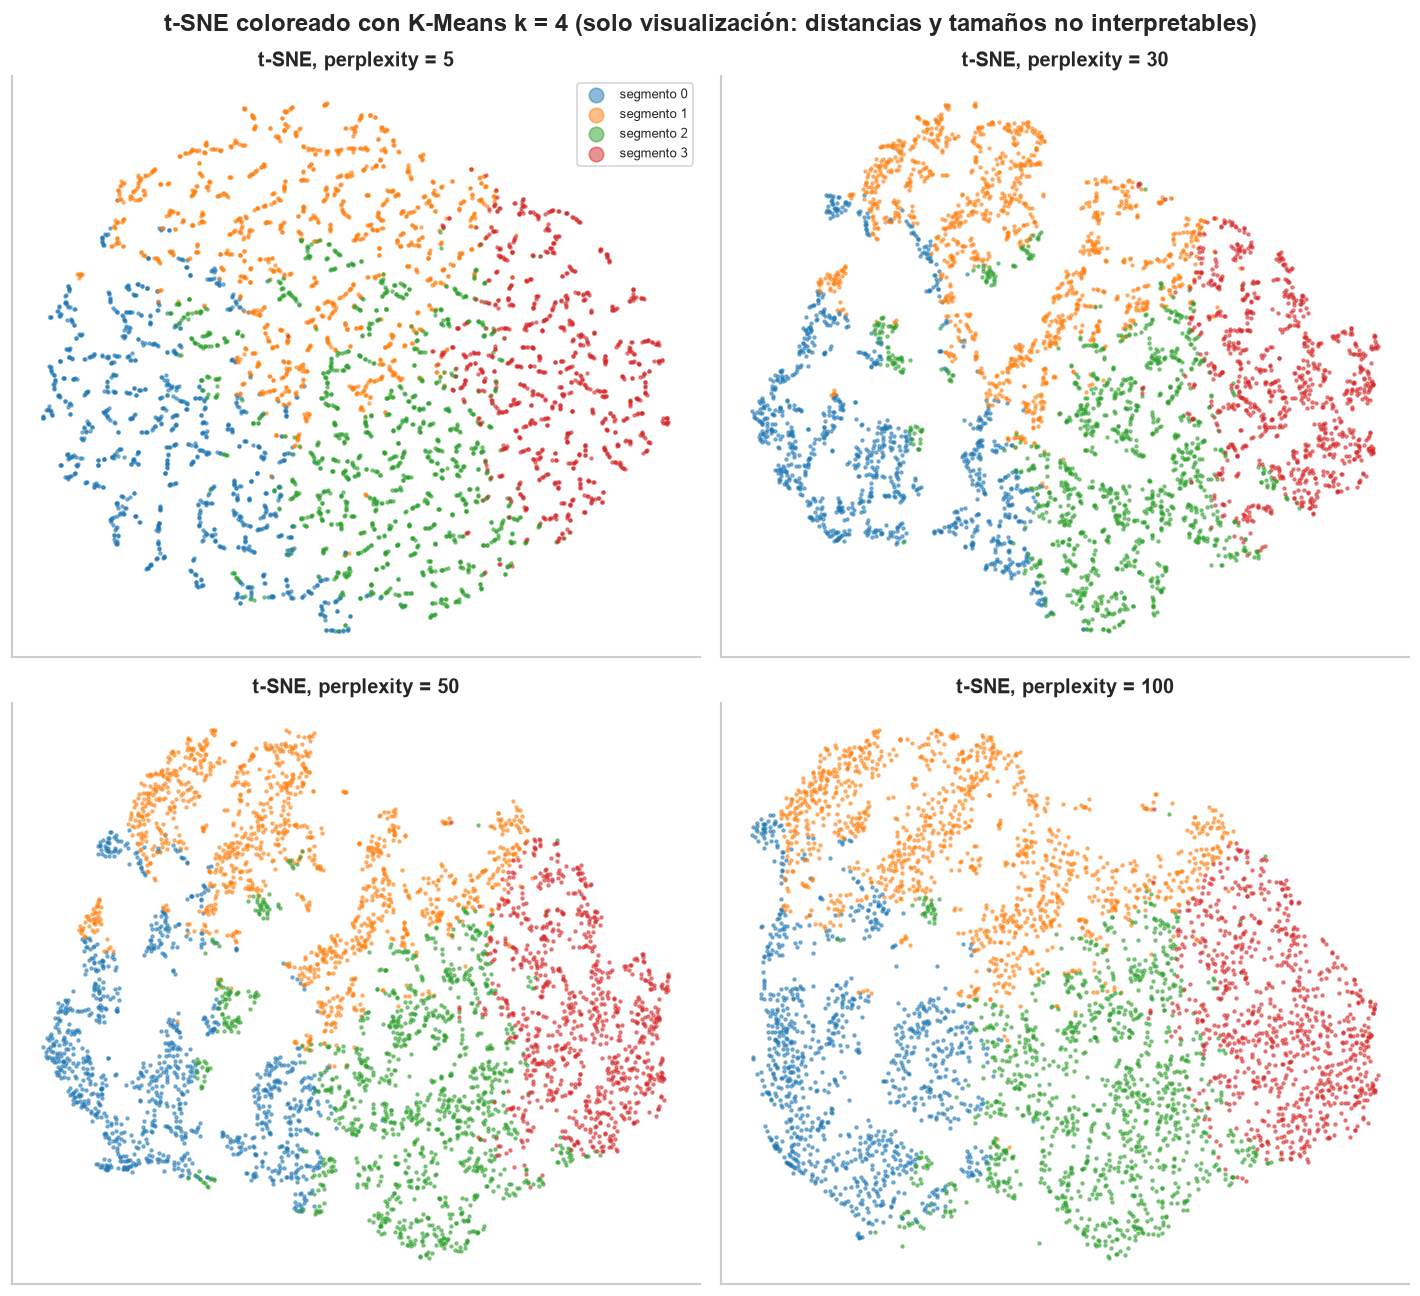 t-SNE coloreado con K-Means k = 4 (solo visualización: distancias y tamaños no interpretables)
t-SNE, perplexity = 5
segmento 0
segmento 1
segmento 2
segmento 3
t-SNE, perplexity = 30
t-SNE, perplexity = 50
t-SNE, perplexity = 100